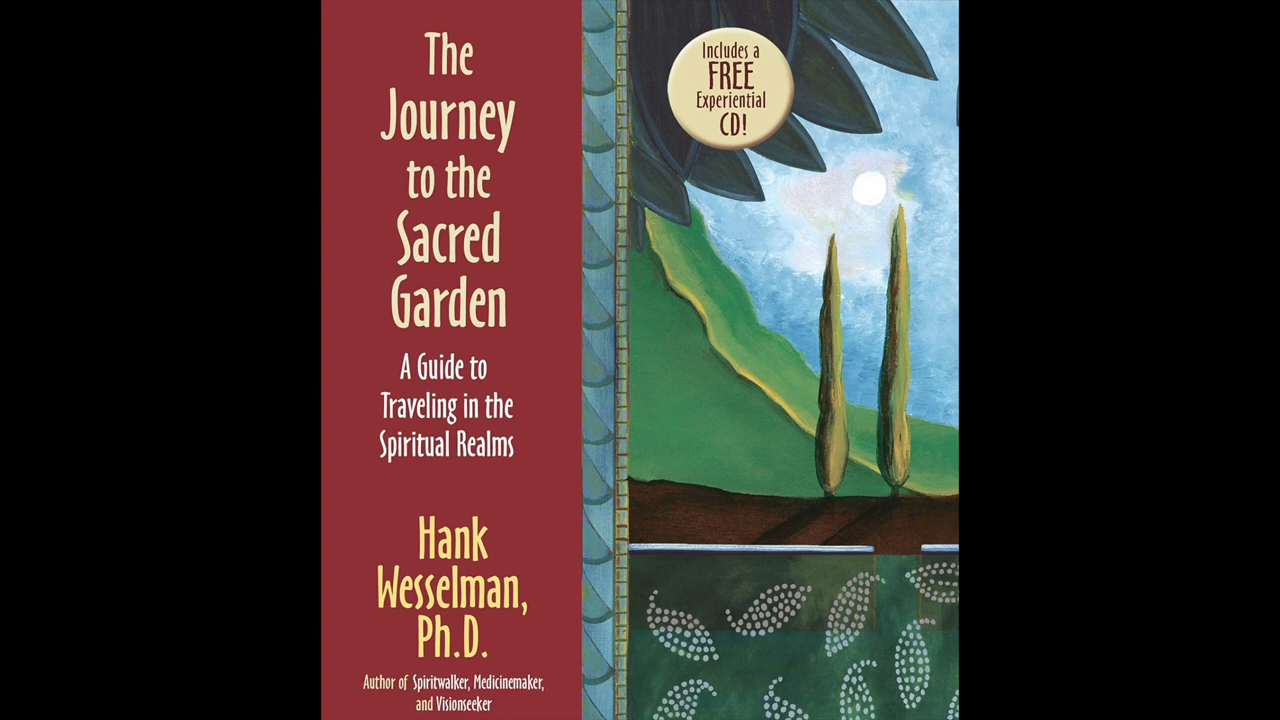 The
Journey
to the
Sacred
Garden
A Guide to
Traveling in the
Spiritual Realms
Hank
Wesselman,
Ph.D.
Author of Spiritwalker, Medicinemaker,
and Visionseeker
Includes a
FREE
Experiential
CD!